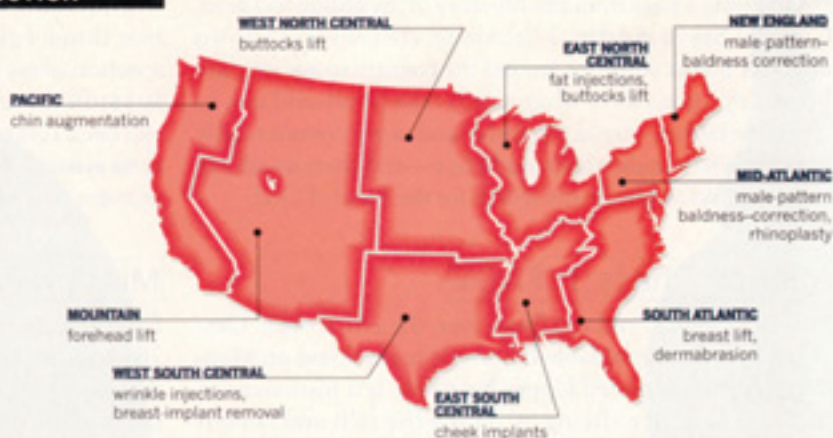 WEST NORTH CENTRAL
buttocks lift
NEW ENGLAND
male-pattern–
baldness correction
EAST NORTH
CENTRAL
fat injections,
buttocks lift
PACIFIC
chin augmentation
MID-ATLANTIC
male-pattern
baldness–correction,
rhinoplasty
MOUNTAIN
forehead lift
SOUTH ATLANTIC
breast lift,
dermabrasion
WEST SOUTH CENTRAL
wrinkle injections,
breast-implant removal
EAST SOUTH
CENTRAL
cheek implants